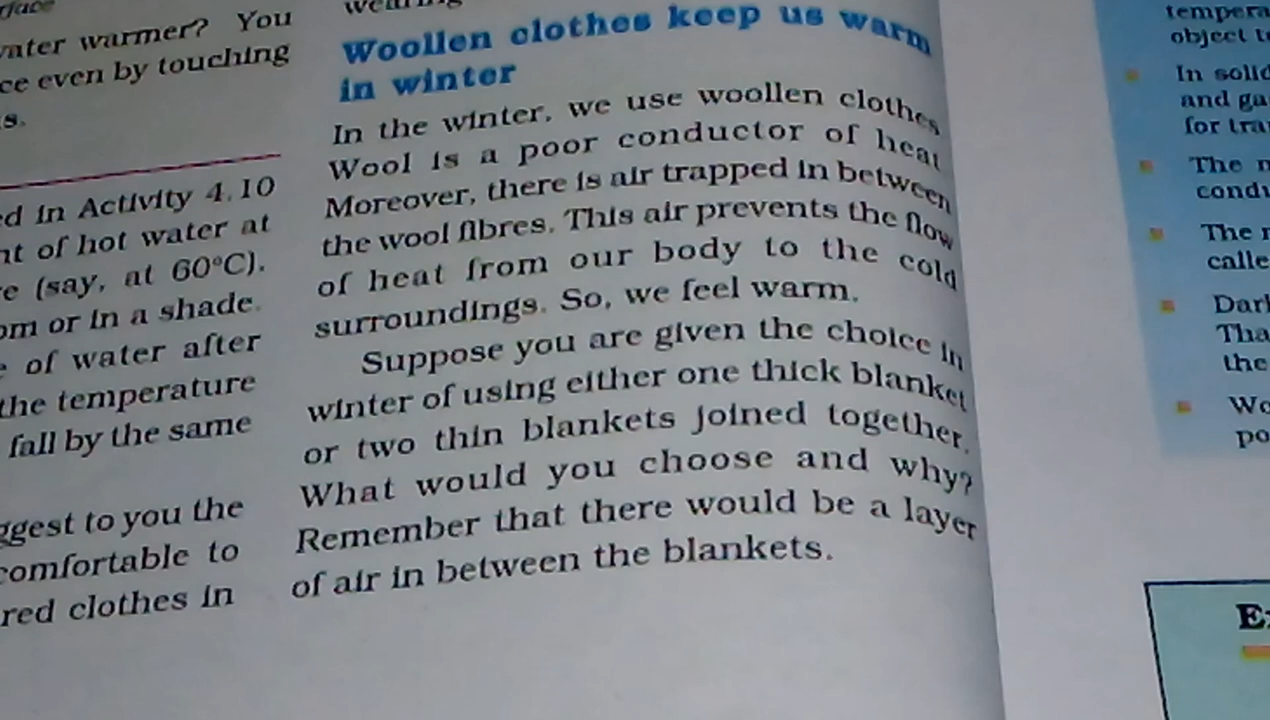 water warmer? You
ce even by touching
s.
ed in Activity 4.10
nt of hot water at
e (say, at 60°C).
om or in a shade.
e of water after
the temperature
fall by the same
ggest to you the
comfortable to
red clothes in
Woollen clothes keep us warm
in winter
In the winter, we use woollen clothes
Wool is a poor conductor of heat
Moreover, there is air trapped in between
the wool fibres. This air prevents the flow
of heat from our body to the cold
surroundings. So, we feel warm.
Suppose you are given the choice in
winter of using either one thick blanket
or two thin blankets joined together.
What would you choose and why?
Remember that there would be a layer
of air in between the blankets.
tempera
object t
In solid
and ga
for tra
The
condu
The
calle
Dark
Tha
the
Wo
po